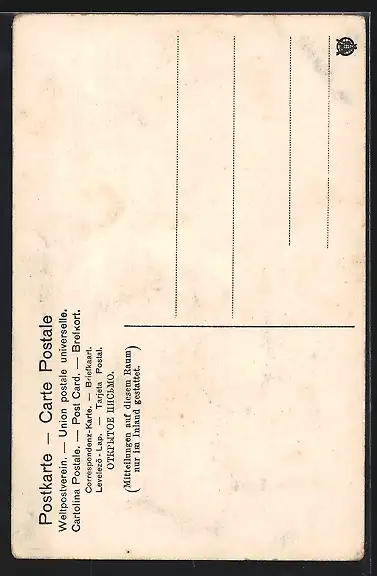 Postkarte — Carte Postale
Weltpostverein. — Union postale universelle.
Cartolina Postale. — Post Card. — Brefkort.
Correspondenz-Karte. — Briefkaart.
Levelező-Lap. — Tarjeta Postal.
ОТКРЫТОЕ ПИСЬМО.
(Mitteilungen auf diesem Raum)
nur im Inland gestattet.